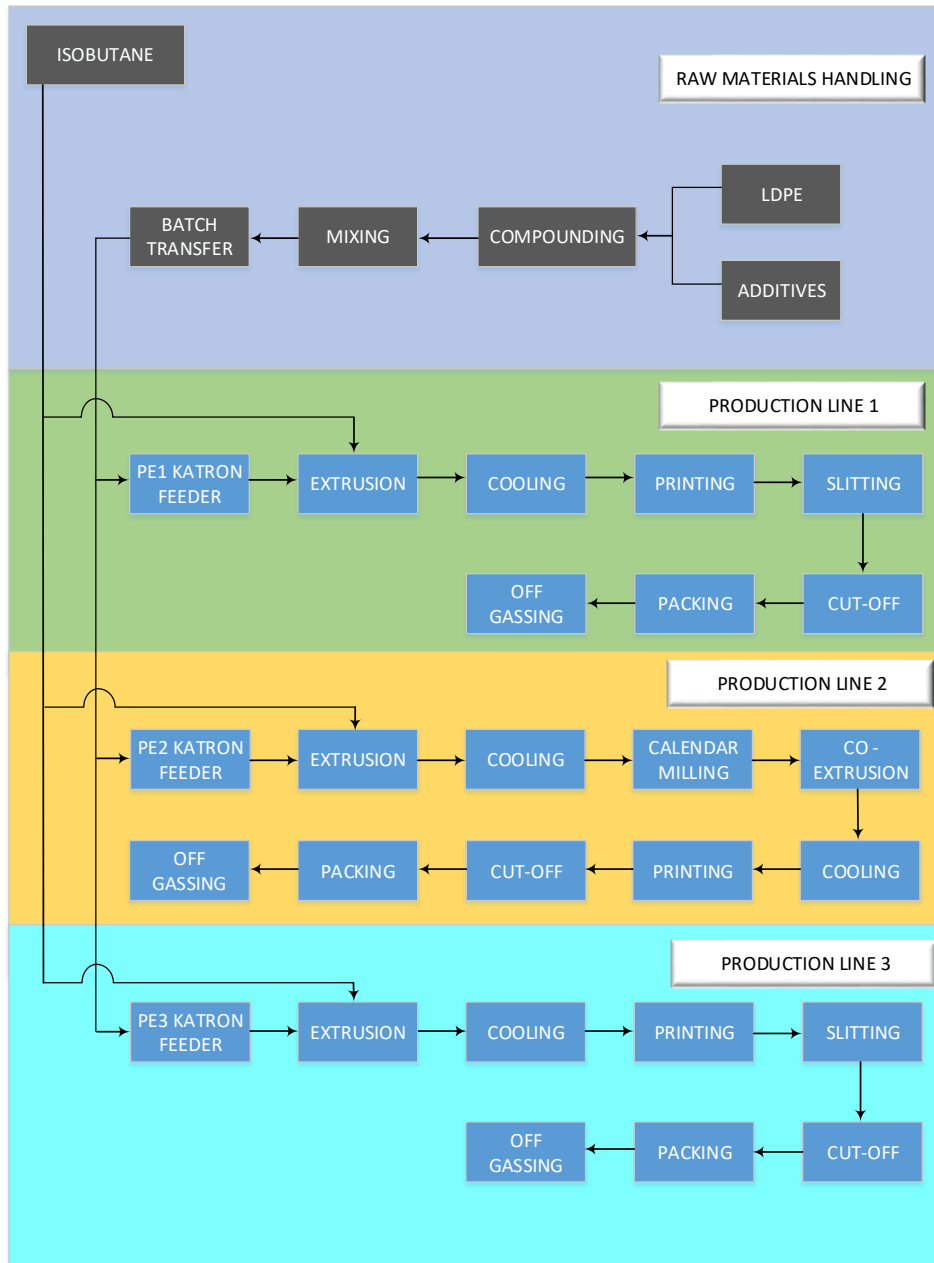 ISOBUTANE
RAW MATERIALS HANDLING
LDPE
BATCH
TRANSFER
MIXING
COMPOUNDING
ADDITIVES
PRODUCTION LINE 1
PE1 KATRON
FEEDER
EXTRUSION
COOLING
PRINTING
SLITTING
OFF
GASSING
PACKING
CUT-OFF
PRODUCTION LINE 2
PE2 KATRON
FEEDER
EXTRUSION
COOLING
CALENDAR
MILLING
CO -
EXTRUSION
OFF
GASSING
PACKING
CUT-OFF
PRINTING
COOLING
PRODUCTION LINE 3
PE3 KATRON
FEEDER
EXTRUSION
COOLING
PRINTING
SLITTING
OFF
GASSING
PACKING
CUT-OFF